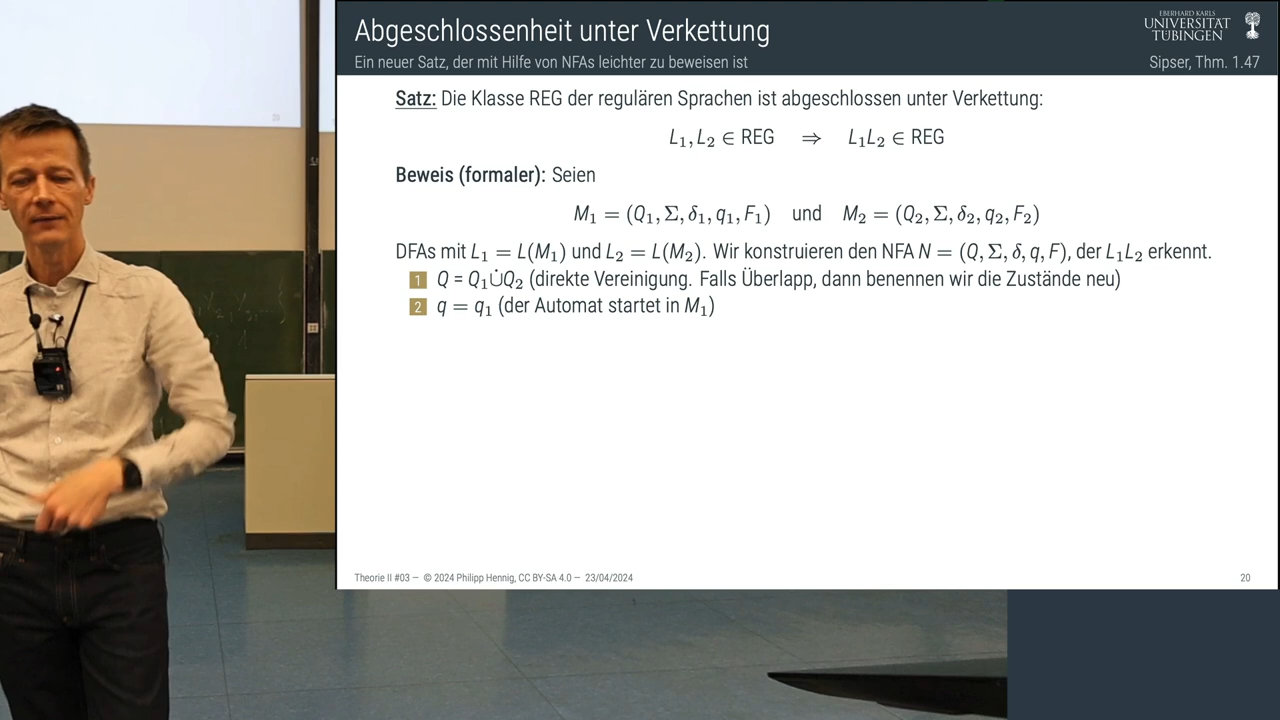 Abgeschlossenheit unter Verkettung
Ein neuer Satz, der mit Hilfe von NFAs leichter zu beweisen ist
EBERHARD KARLS
UNIVERSITÄT
TÜBINGEN
Sipser, Thm. 1.47
Satz: Die Klasse REG der regulären Sprachen ist abgeschlossen unter Verkettung:
L₁, L₂ ∈ REG ⇒ L₁L₂ ∈ REG
Beweis (formaler): Seien
M₁ = (Q₁, Σ, δ₁, q₁, F₁) und M₂ = (Q₂, Σ, δ₂, q₂, F₂)
DFAs mit L₁ = L(M₁) und L₂ = L(M₂). Wir konstruieren den NFA N = (Q, Σ, δ, q, F), der L₁L₂ erkennt.
1 Q = Q₁∪̇Q₂ (direkte Vereinigung. Falls Überlapp, dann benennen wir die Zustände neu)
2 q = q₁ (der Automat startet in M₁)
Theorie II #03 — © 2024 Philipp Hennig, CC BY-SA 4.0 — 23/04/2024
20